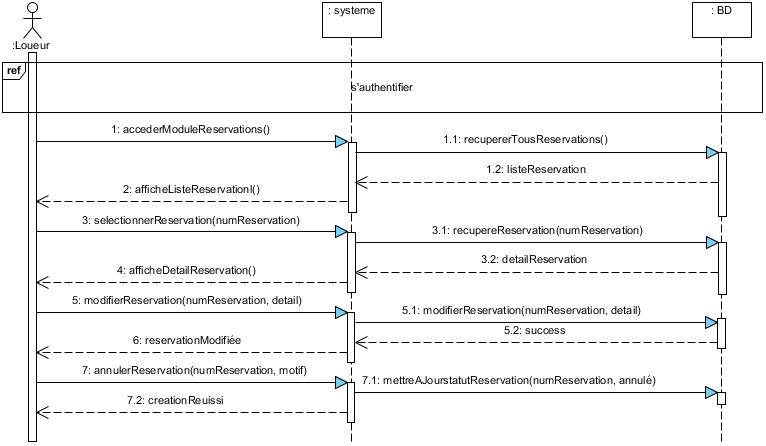 : systeme
: BD
:Loueur
ref
s'authentifier
1: accederModuleReservations()
1.1: recupererTousReservations()
1.2: listeReservation
2: afficheListeReservationl()
3: selectionnerReservation(numReservation)
3.1: recupereReservation(numReservation)
3.2: detailReservation
4: afficheDetailReservation()
5: modifierReservation(numReservation, detail)
5.1: modifierReservation(numReservation, detail)
5.2: success
6: reservationModifiée
7: annulerReservation(numReservation, motif)
7.1: mettreAJourstatutReservation(numReservation, annulé)
7.2: creationReuissi